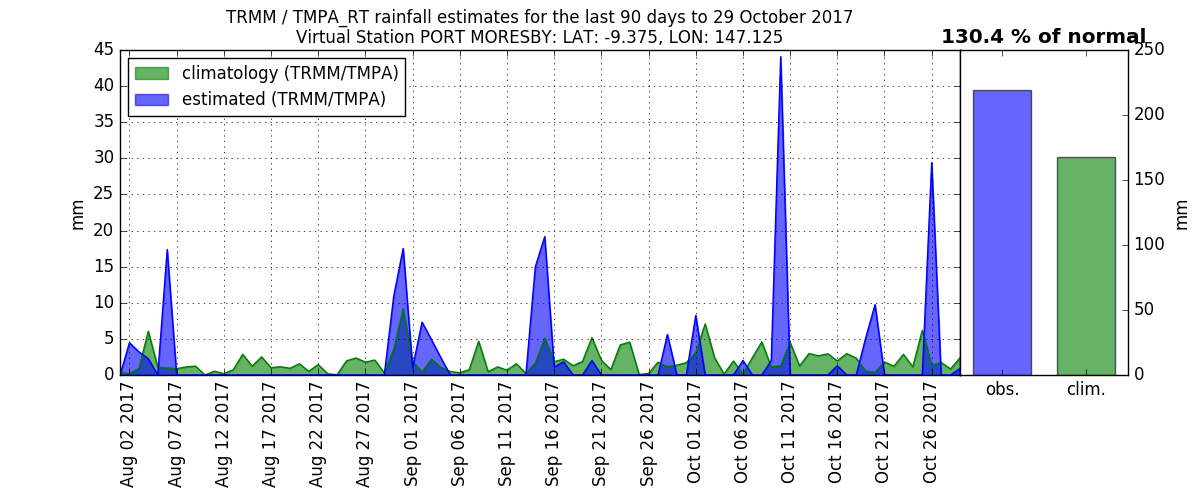 TRMM / TMPA_RT rainfall estimates for the last 90 days to 29 October 2017
Virtual Station PORT MORESBY: LAT: -9.375, LON: 147.125
130.4 % of normal
climatology (TRMM/TMPA)
estimated (TRMM/TMPA)
mm
45
40
35
30
25
20
15
10
5
0
Aug 02 2017
Aug 07 2017
Aug 12 2017
Aug 17 2017
Aug 22 2017
Aug 27 2017
Sep 01 2017
Sep 06 2017
Sep 11 2017
Sep 16 2017
Sep 21 2017
Sep 26 2017
Oct 01 2017
Oct 06 2017
Oct 11 2017
Oct 16 2017
Oct 21 2017
Oct 26 2017
obs.
clim.
250
200
150
100
50
0
mm